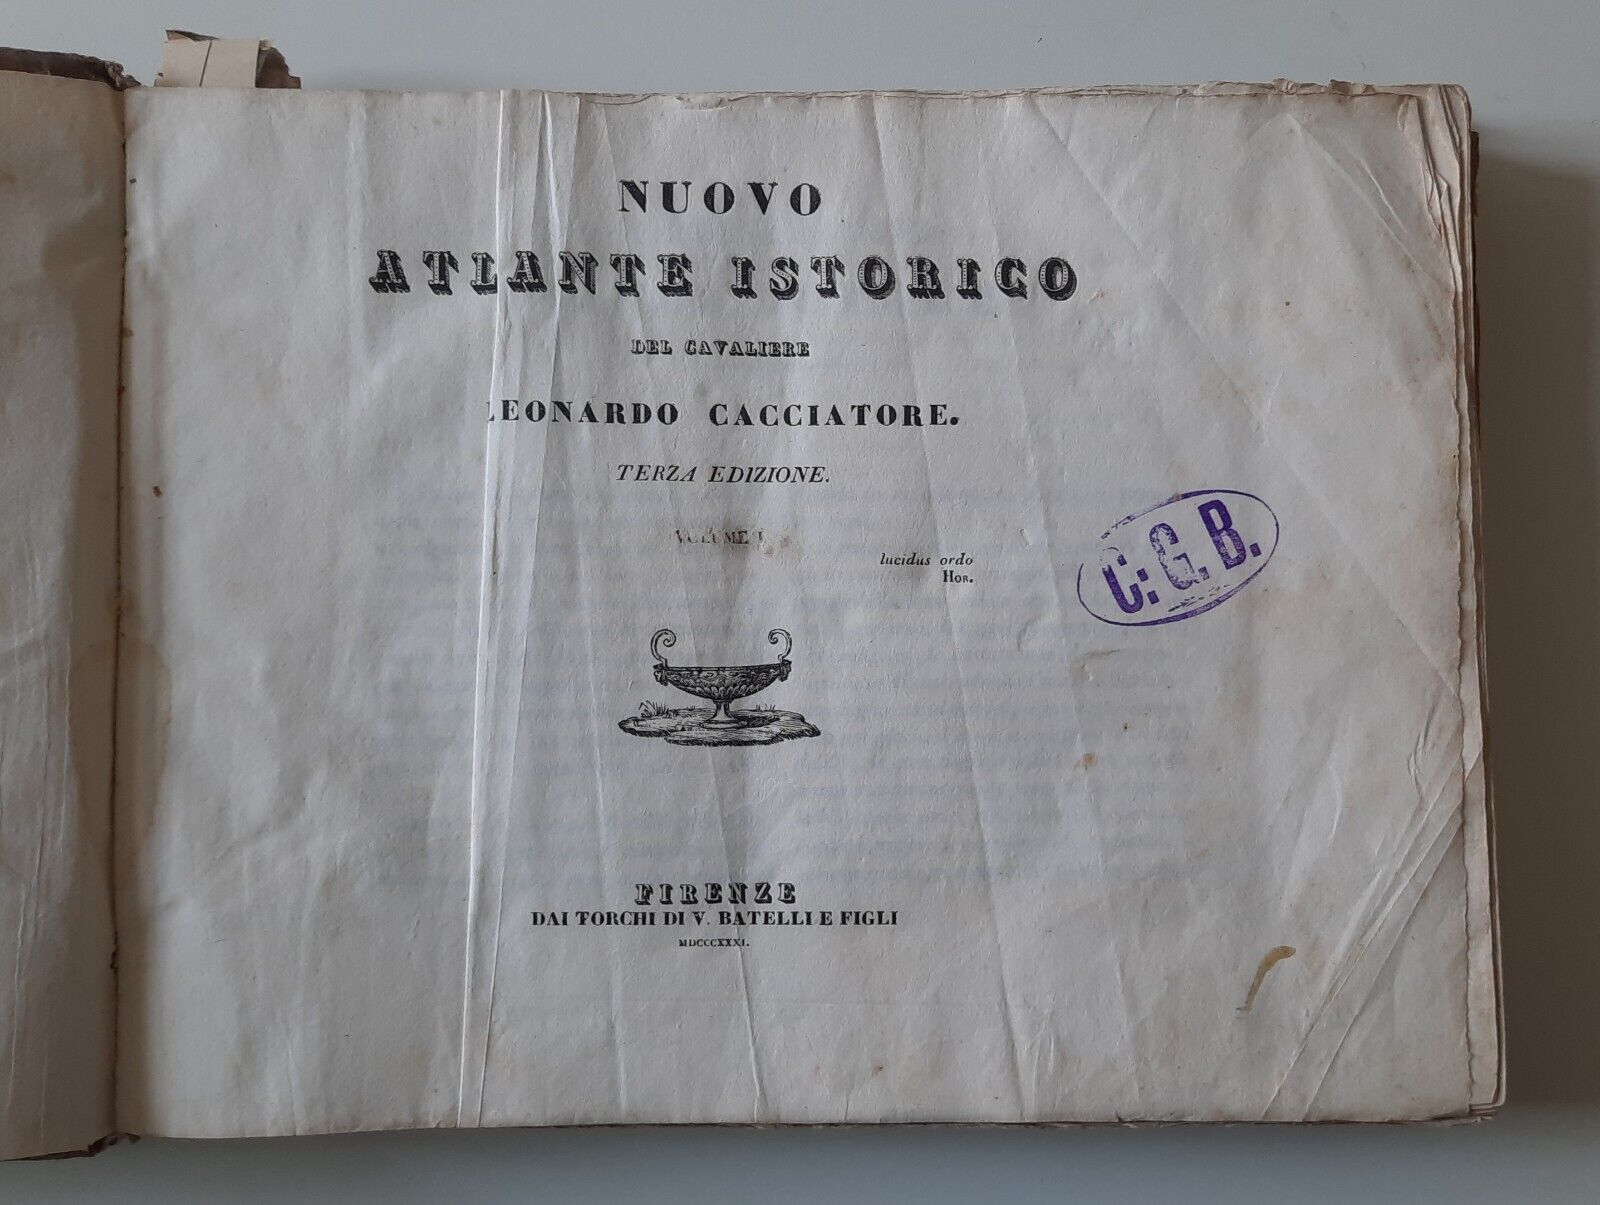 NUOVO
ATLANTE ISTORICO
DEL CAVALIERE
LEONARDO CACCIATORE.
TERZA EDIZIONE.
VOLUME I.
lucidus ordo
HOR.
C. G. B.
FIRENZE
DAI TORCHI DI V. BATELLI E FIGLI
MDCCCXXXI.